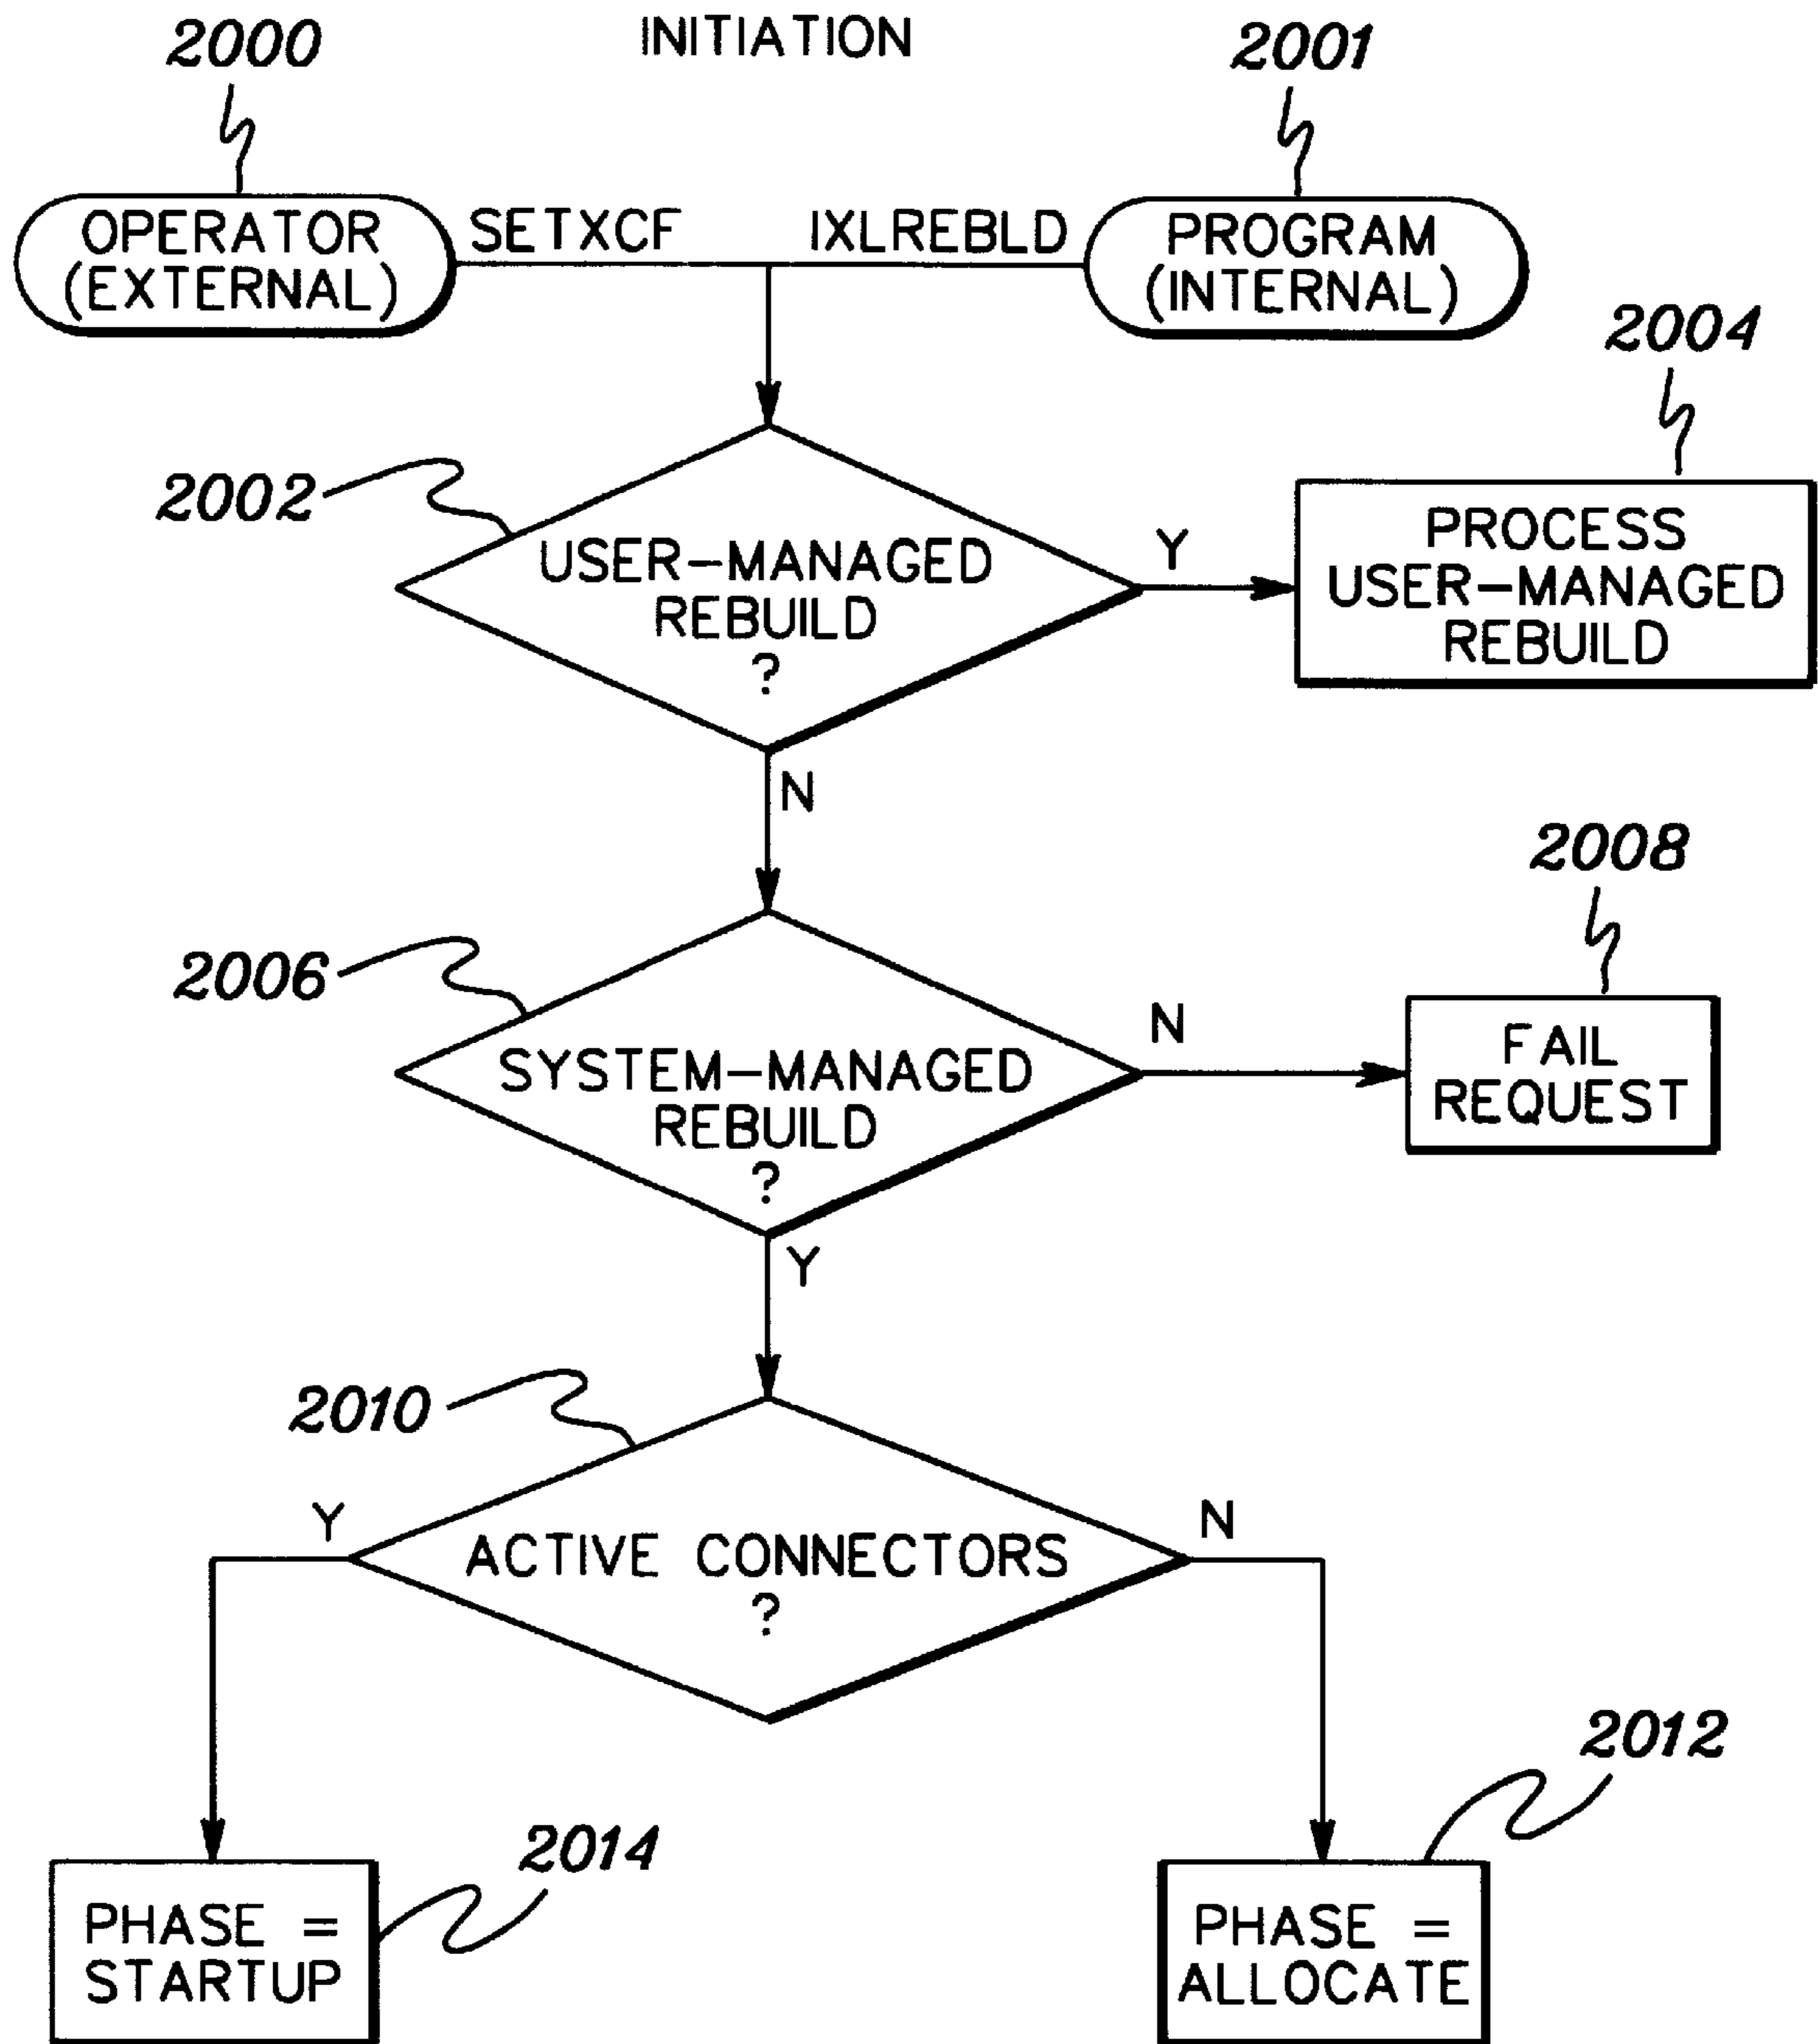 INITIATION
2000
2001
OPERATOR
(EXTERNAL)
SETXCF
IXLREBLD
PROGRAM
(INTERNAL)
2004
2002
USER-MANAGED
REBUILD
?
Y
PROCESS
USER-MANAGED
REBUILD
N
2008
2006
SYSTEM-MANAGED
REBUILD
?
N
FAIL
REQUEST
Y
2010
Y
ACTIVE CONNECTORS
?
N
2012
2014
PHASE =
STARTUP
PHASE =
ALLOCATE